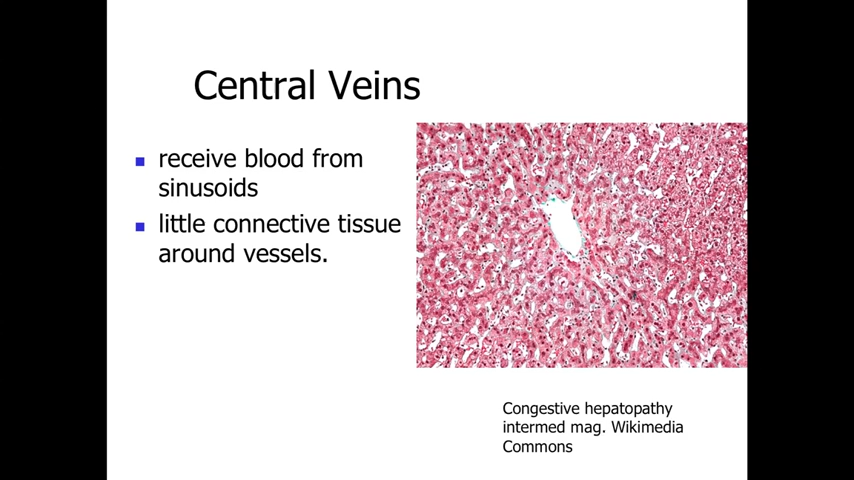 Central Veins
receive blood from
sinusoids
little connective tissue
around vessels.
Congestive hepatopathy
intermed mag. Wikimedia
Commons